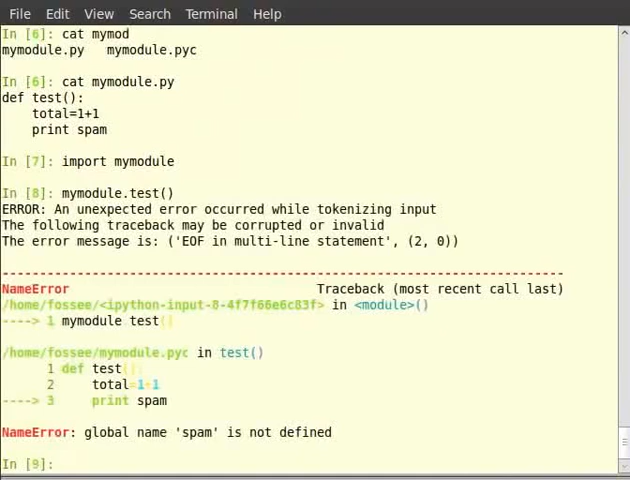 File Edit View Search Terminal Help
In [6]: cat mymod
mymodule.py mymodule.pyc
In [6]: cat mymodule.py
def test():
total=1+1
print spam
In [7]: import mymodule
In [8]: mymodule.test()
ERROR: An unexpected error occurred while tokenizing input
The following traceback may be corrupted or invalid
The error message is: ('EOF in multi-line statement', (2, 0))
---------------------------------------------------------------------------
NameError Traceback (most recent call last)
/home/fossee/<ipython-input-8-4f7f66e6c83f> in <module>()
----> 1 mymodule test()
/home/fossee/mymodule.pyc in test()
1 def test():
2 total=1+1
----> 3 print spam
NameError: global name 'spam' is not defined
In [9]: